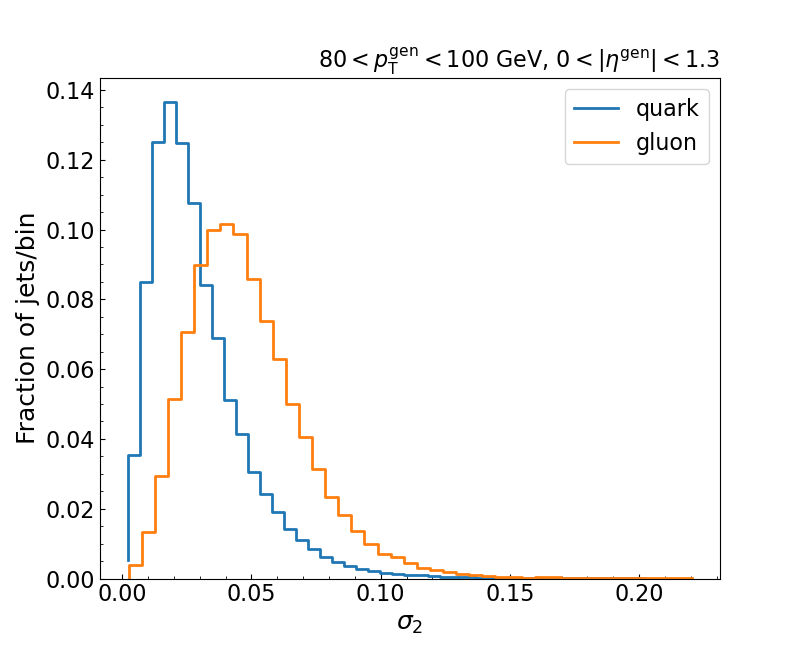 80 < p_T^gen < 100 GeV, 0 < |η^gen| < 1.3
quark
gluon
Fraction of jets/bin
0.14
0.12
0.10
0.08
0.06
0.04
0.02
0.00
0.00 0.05 0.10 0.15 0.20
σ₂